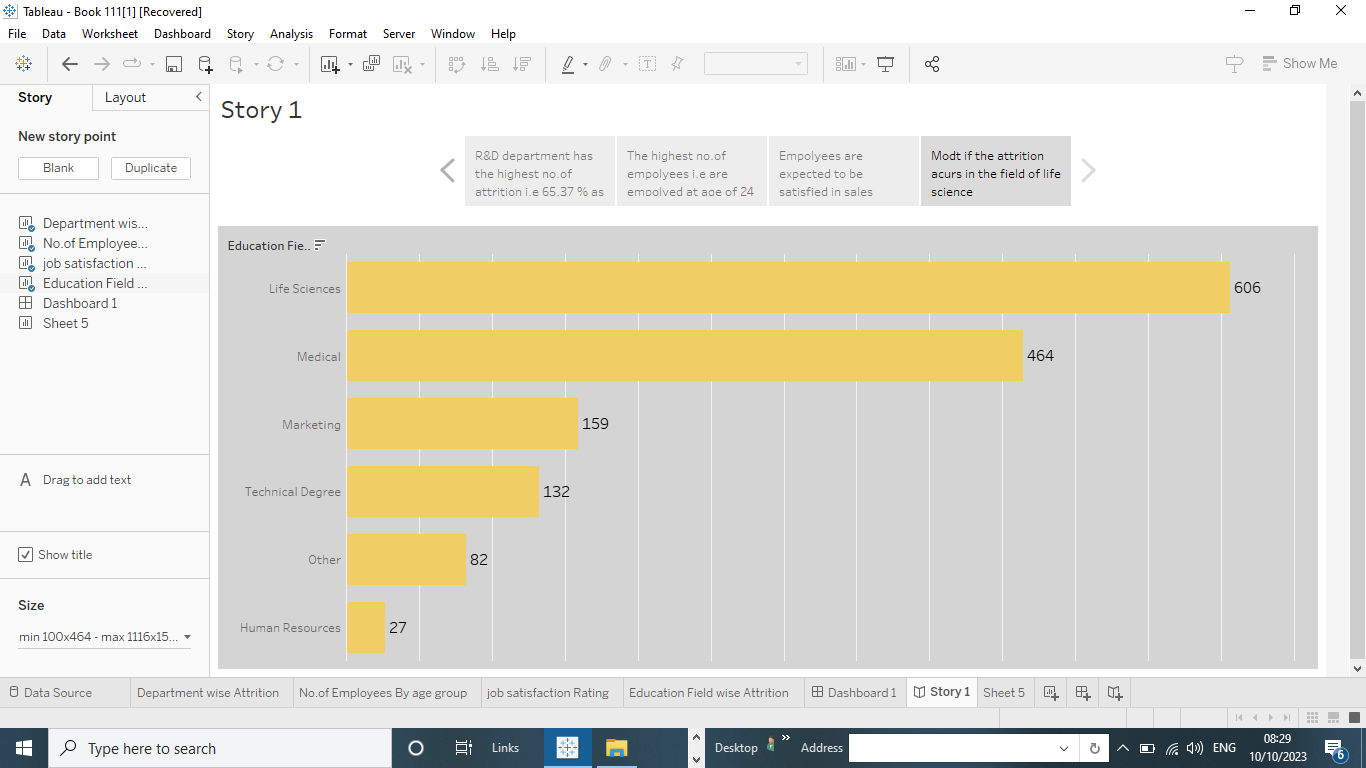 Tableau - Book 111[1] [Recovered]
File Data Worksheet Dashboard Story Analysis Format Server Window Help
Show Me
Story Layout
New story point
Blank Duplicate
Department wis...
No.of Employee...
job satisfaction ...
Education Field ...
Dashboard 1
Sheet 5
A Drag to add text
Show title
Size
min 100x464 - max 1116x15...
Story 1
R&D department has
the highest no.of
attrition i.e 65.37 % as
The highest no.of
empolyees i.e are
empolyed at age of 24
Empolyees are
expected to be
satisfied in sales
Modt if the attrition
acurs in the field of life
science
Education Fie..
Life Sciences 606
Medical 464
Marketing 159
Technical Degree 132
Other 82
Human Resources 27
Data Source Department wise Attrition No.of Employees By age group job satisfaction Rating Education Field wise Attrition Dashboard 1 Story 1 Sheet 5
Type here to search Links Desktop » Address ENG 08:29
10/10/2023 6